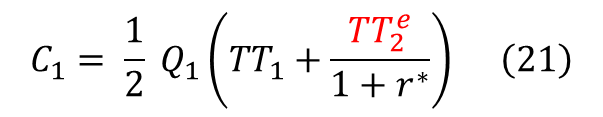 C₁ = 1/2 Q₁ (TT₁ + TT₂ᵉ/(1 + r*)) (21)